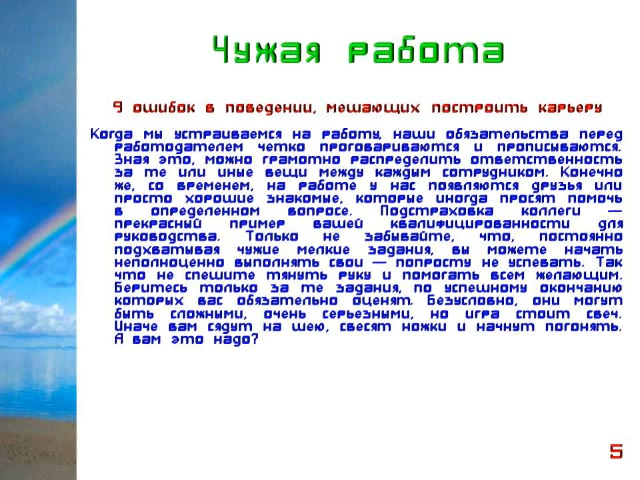 Чужая работа
9 ошибок в поведении, мешающих построить карьеру
Когда мы устраиваемся на работу, наши обязательства перед
работодателем четко проговариваются и прописываются.
Зная это, можно грамотно распределить ответственность
за те или иные вещи между каждым сотрудником. Конечно
же, со временем, на работе у нас появляются друзья или
просто хорошие знакомые, которые иногда просят помочь
в определенном вопросе. Подстраховка коллеги —
прекрасный пример вашей квалифицированности для
руководства. Только не забывайте, что, постоянно
подхватывая чужие мелкие задания, вы можете начать
неполноценно выполнять свои — попросту не успевать. Так
что не спешите тянуть руку и помогать всем желающим.
Беритесь только за те задания, по успешному окончанию
которых вас обязательно оценят. Безусловно, они могут
быть сложными, очень серьезными, но игра стоит свеч.
Иначе вам сядут на шею, свесят ножки и начнут погонять.
А вам это надо?
5